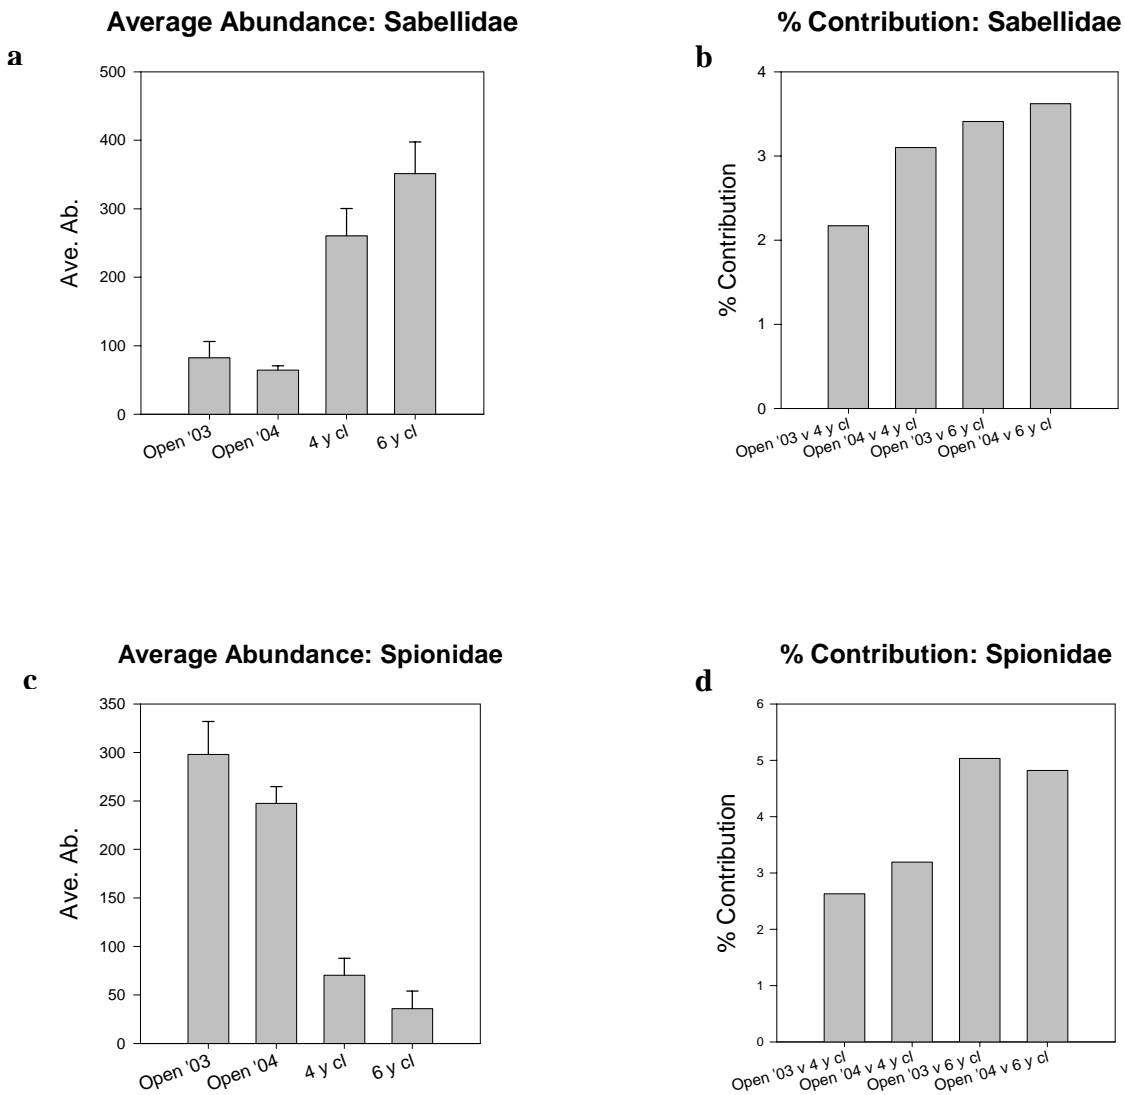 Average Abundance: Sabellidae
a
500
400
300
200
100
0
Ave. Ab.
Open '03
Open '04
4 y cl
6 y cl
% Contribution: Sabellidae
b
4
3
2
1
0
% Contribution
Open '03 v 4 y cl
Open '04 v 4 y cl
Open '03 v 6 y cl
Open '04 v 6 y cl
Average Abundance: Spionidae
c
350
300
250
200
150
100
50
0
Ave. Ab.
Open '03
Open '04
4 y cl
6 y cl
% Contribution: Spionidae
d
6
5
4
3
2
1
0
% Contribution
Open '03 v 4 y cl
Open '04 v 4 y cl
Open '03 v 6 y cl
Open '04 v 6 y cl